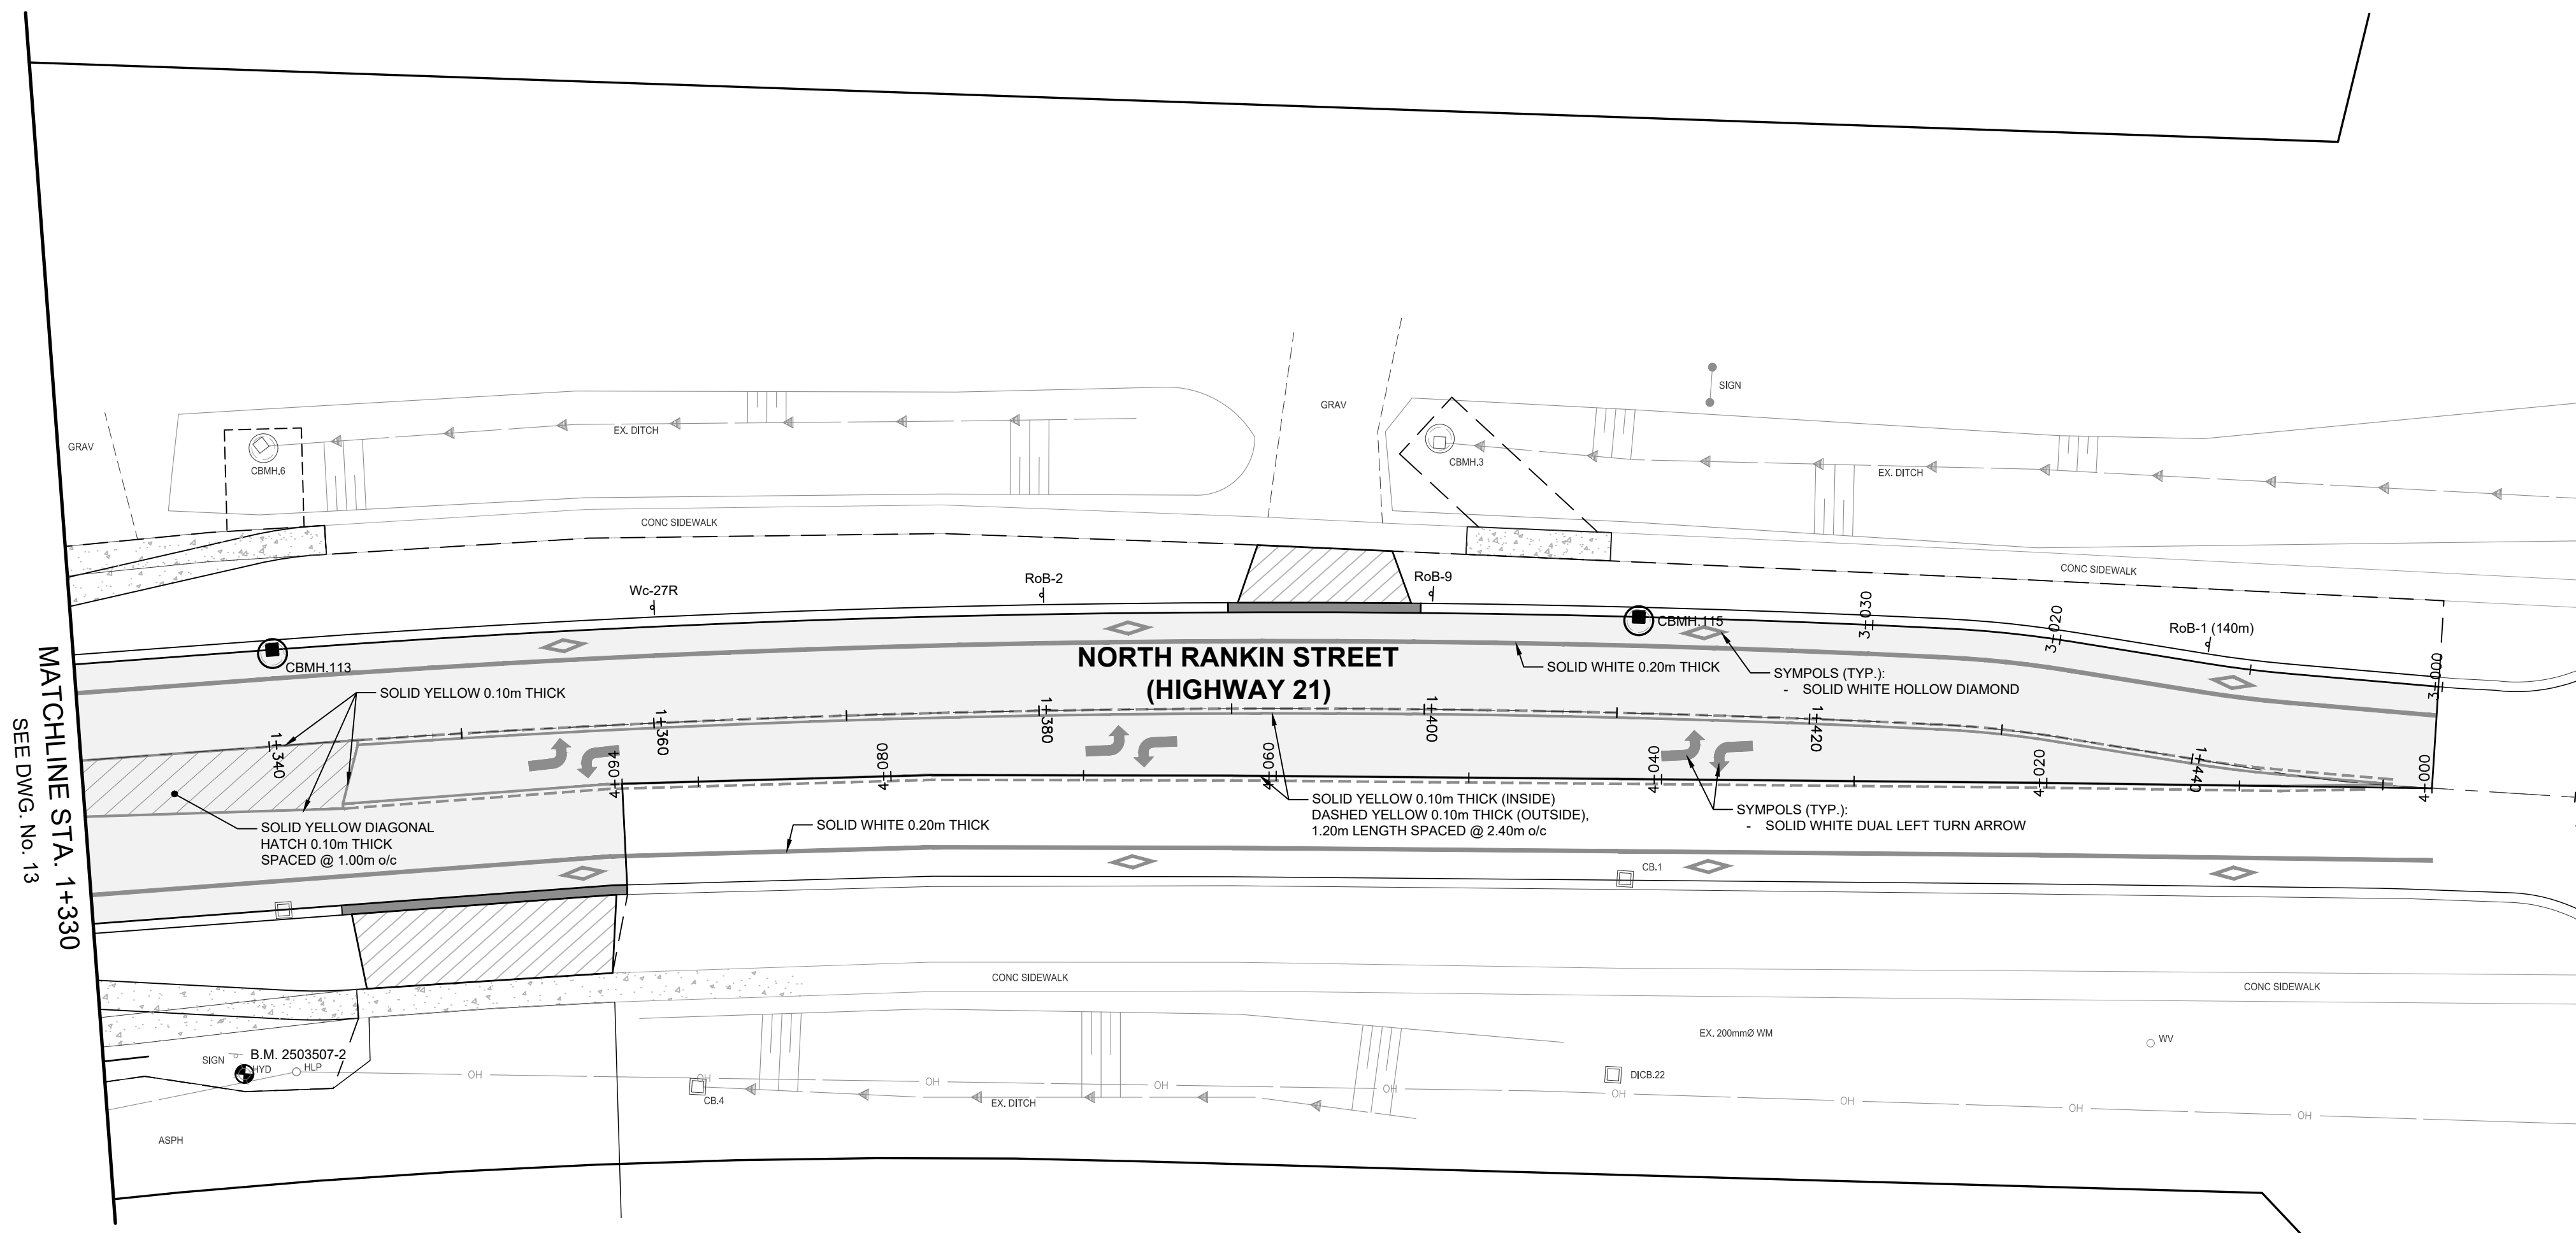 SIGN
GRAV
GRAV
EX. DITCH
CBMH.6
CBMH.3
EX. DITCH
CONC SIDEWALK
CONC SIDEWALK
Wc-27R
RoB-2
RoB-9
RoB-1 (140m)
CBMH.113
CBMH.115
3+030
3+020
3+000
NORTH RANKIN STREET
(HIGHWAY 21)
SOLID WHITE 0.20m THICK
SYMPOLS (TYP.):
- SOLID WHITE HOLLOW DIAMOND
SOLID YELLOW 0.10m THICK
1+340
1+360
1+380
1+400
1+420
1+440
4+094
4+080
4+060
4+040
4+020
4+000
MATCHLINE STA. 1+330
SEE DWG. No. 13
SOLID YELLOW DIAGONAL
HATCH 0.10m THICK
SPACED @ 1.00m o/c
SOLID WHITE 0.20m THICK
SOLID YELLOW 0.10m THICK (INSIDE)
DASHED YELLOW 0.10m THICK (OUTSIDE),
1.20m LENGTH SPACED @ 2.40m o/c
SYMPOLS (TYP.):
- SOLID WHITE DUAL LEFT TURN ARROW
CB.1
CONC SIDEWALK
CONC SIDEWALK
EX. 200mmØ WM
WV
SIGN
B.M. 2503507-2
HYD
HLP
OH
OH
OH
OH
OH
OH
OH
OH
OH
CB.4
EX. DITCH
DICB.22
ASPH